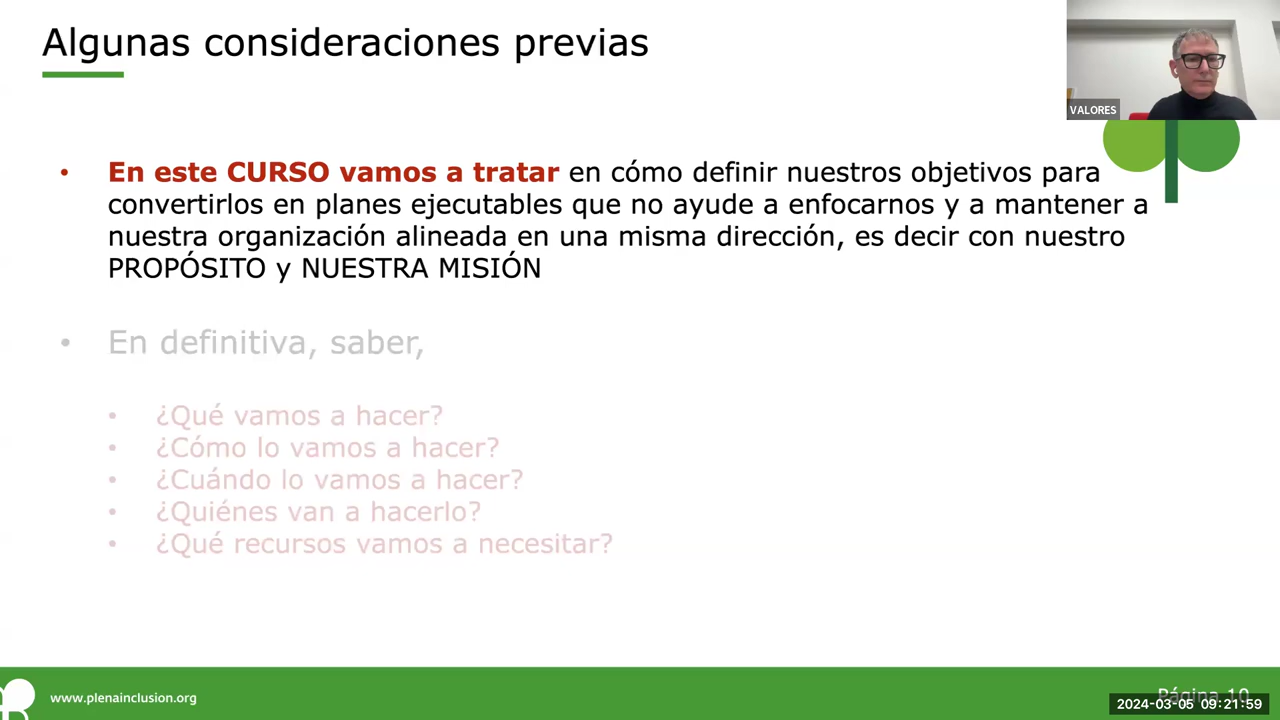 Algunas consideraciones previas
VALORES
• En este CURSO vamos a tratar en cómo definir nuestros objetivos para
convertirlos en planes ejecutables que no ayude a enfocarnos y a mantener a
nuestra organización alineada en una misma dirección, es decir con nuestro
PROPÓSITO y NUESTRA MISIÓN
• En definitiva, saber,
• ¿Qué vamos a hacer?
• ¿Cómo lo vamos a hacer?
• ¿Cuándo lo vamos a hacer?
• ¿Quiénes van a hacerlo?
• ¿Qué recursos vamos a necesitar?
www.plenainclusion.org
Página 10
2024-03-05 09:21:59